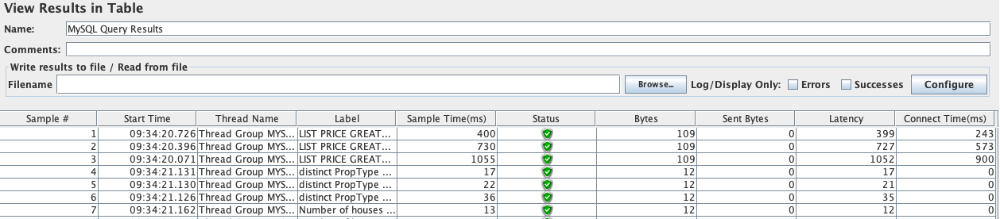 View Results in Table
Name: MySQL Query Results
Comments:
Write results to file / Read from file
Filename Browse... Log/Display Only: Errors Successes Configure
Sample # Start Time Thread Name Label Sample Time(ms) Status Bytes Sent Bytes Latency Connect Time(ms)
1 09:34:20.726 Thread Group MYS... LIST PRICE GREAT... 400 109 0 399 243
2 09:34:20.396 Thread Group MYS... LIST PRICE GREAT... 730 109 0 727 573
3 09:34:20.071 Thread Group MYS... LIST PRICE GREAT... 1055 109 0 1052 900
4 09:34:21.131 Thread Group MYS... distinct PropType ... 17 12 0 17 0
5 09:34:21.130 Thread Group MYS... distinct PropType ... 22 12 0 21 0
6 09:34:21.126 Thread Group MYS... distinct PropType ... 36 12 0 35 0
7 09:34:21.162 Thread Group MYS... Number of houses ... 13 12 0 12 0